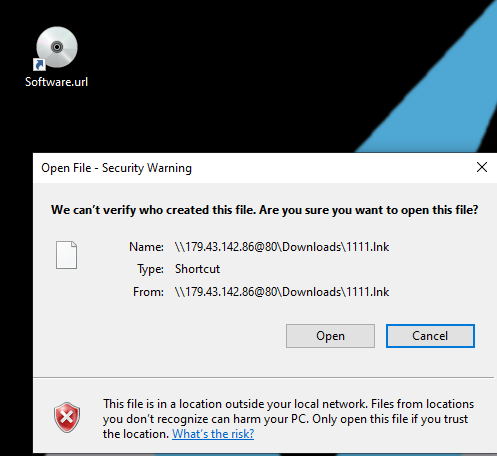 Software.url
Open File - Security Warning
We can't verify who created this file. Are you sure you want to open this file?
Name: \\179.43.142.86@80\Downloads\1111.lnk
Type: Shortcut
From: \\179.43.142.86@80\Downloads\1111.lnk
Open Cancel
This file is in a location outside your local network. Files from locations
you don't recognize can harm your PC. Only open this file if you trust
the location. What's the risk?